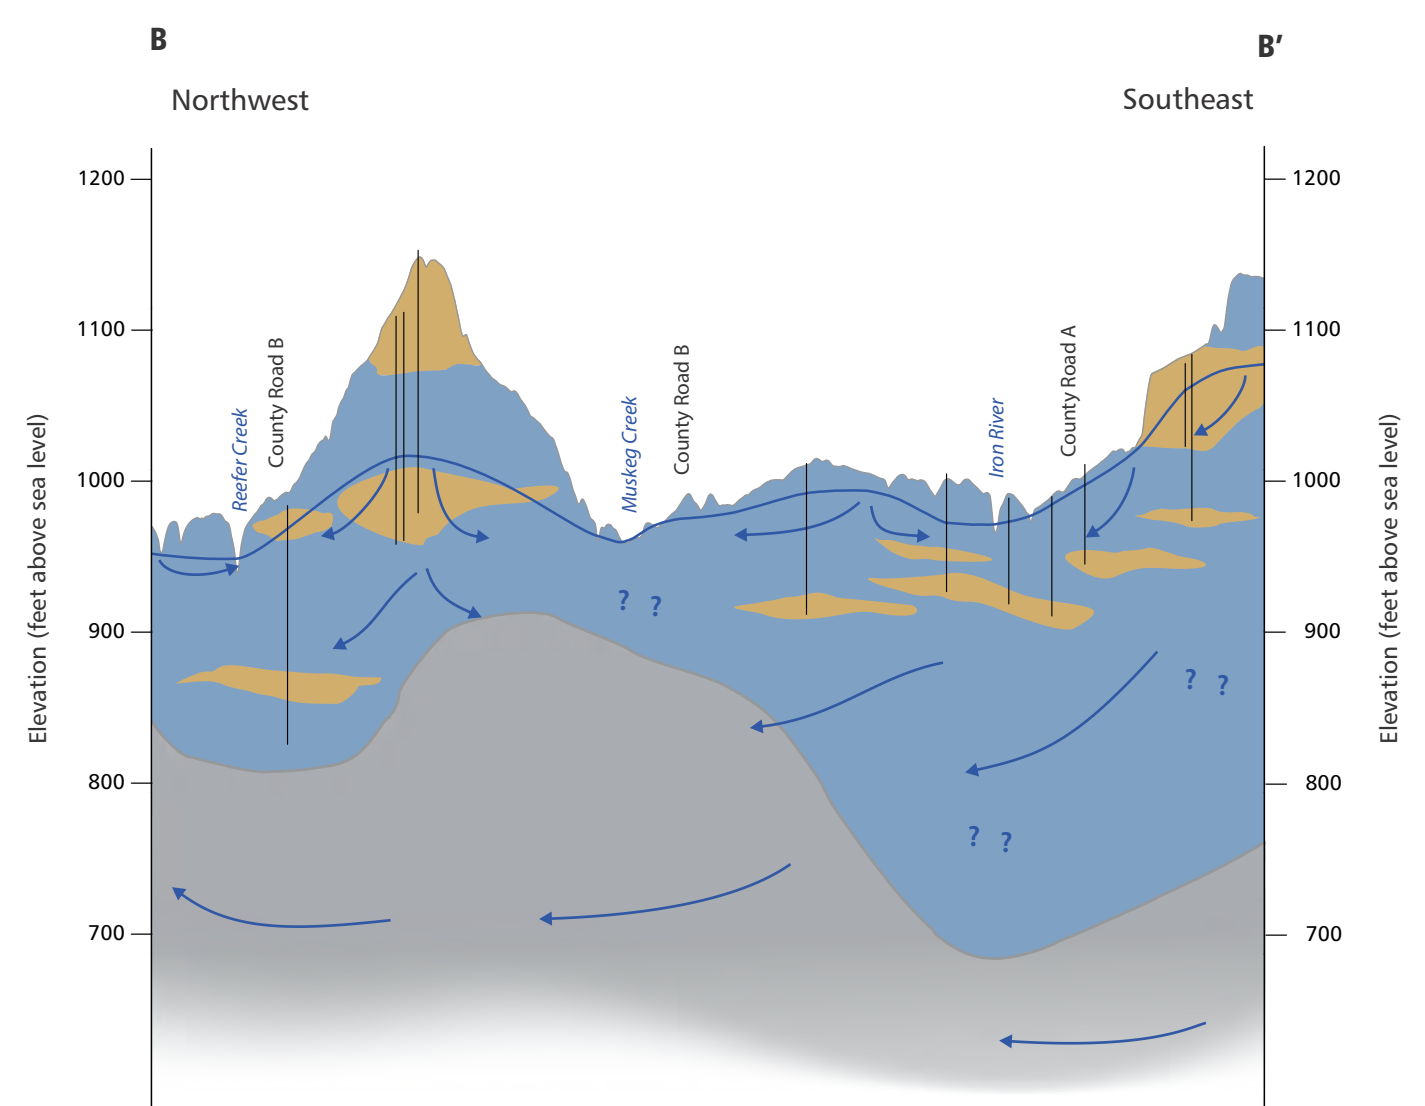 B
B′
Northwest
Southeast
1200
1200
1100
1100
County Road A
County Road B
County Road B
Muskeg Creek
Iron River
Reefer Creek
1000
1000
Elevation (feet above sea level)
Elevation (feet above sea level)
? ?
900
900
? ?
800
800
? ?
700
700